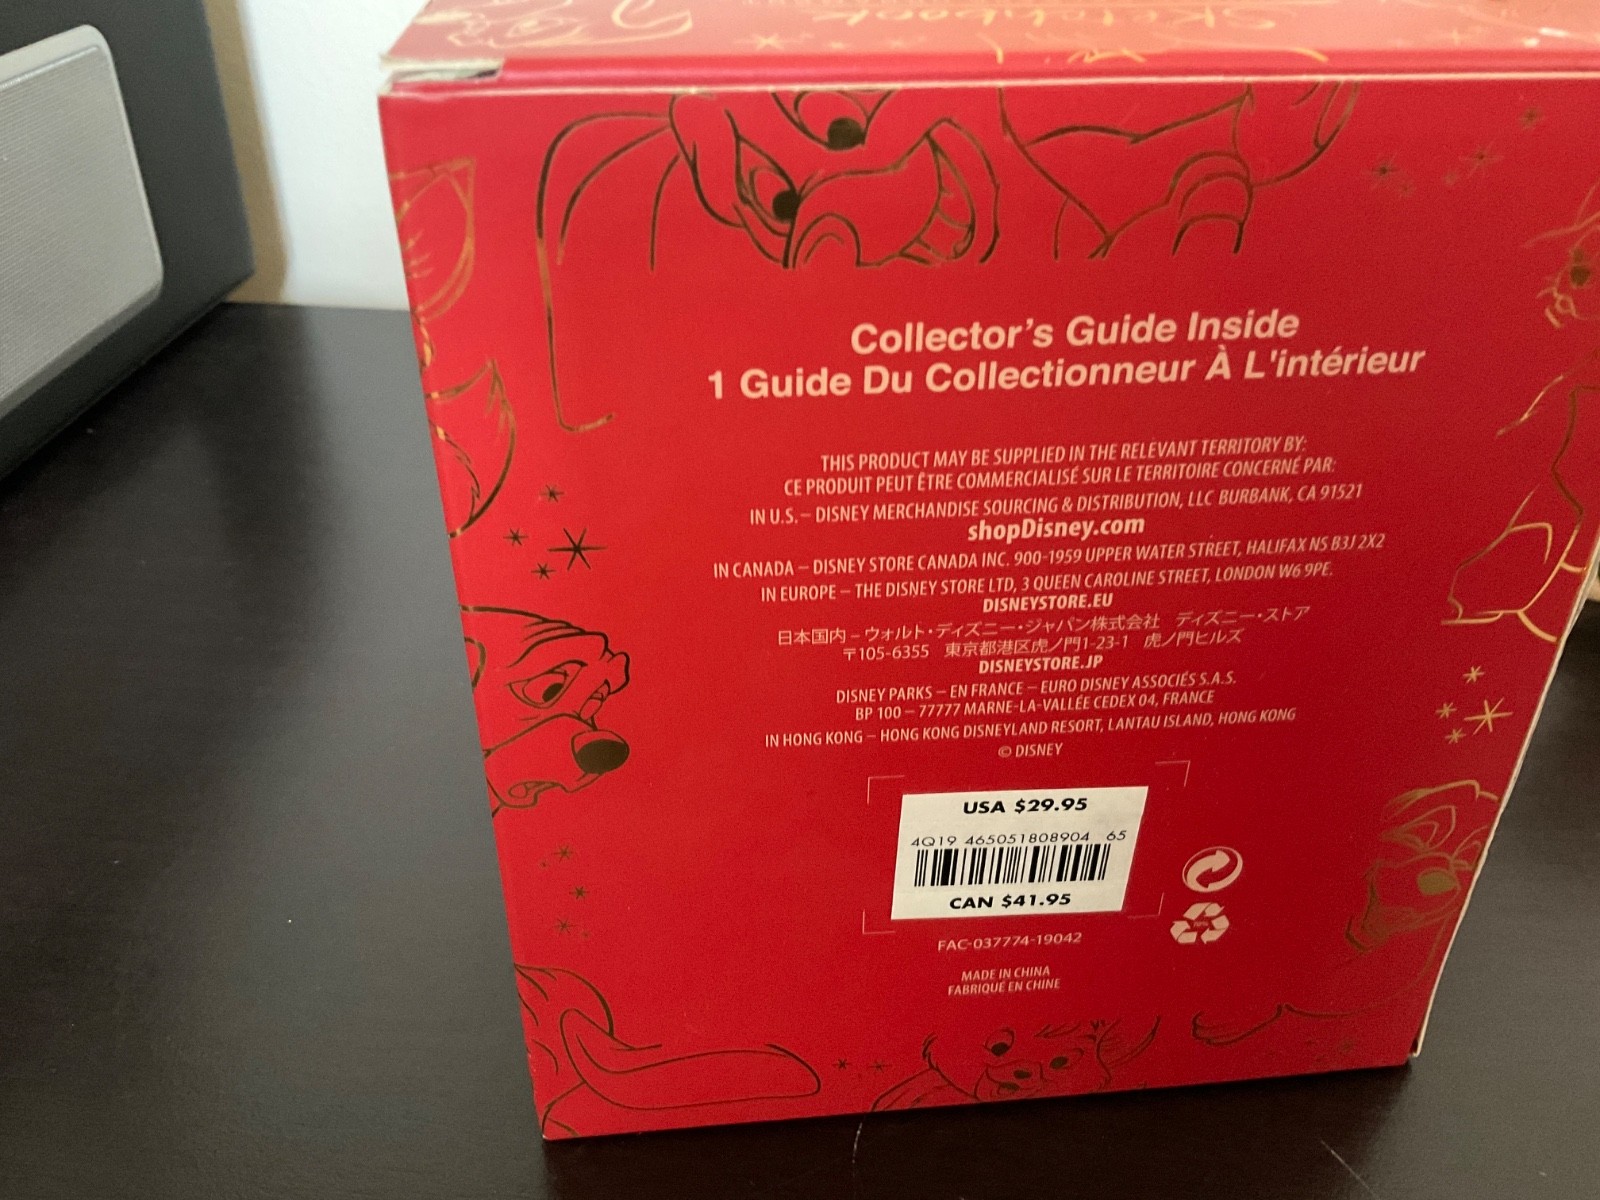 Sketchbook
Collector's Guide Inside
1 Guide Du Collectionneur À L'intérieur
THIS PRODUCT MAY BE SUPPLIED IN THE RELEVANT TERRITORY BY:
CE PRODUIT PEUT ÊTRE COMMERCIALISÉ SUR LE TERRITOIRE CONCERNÉ PAR:
IN U.S. – DISNEY MERCHANDISE SOURCING & DISTRIBUTION, LLC BURBANK, CA 91521
shopDisney.com
IN CANADA – DISNEY STORE CANADA INC. 900-1959 UPPER WATER STREET, HALIFAX NS B3J 2X2
IN EUROPE – THE DISNEY STORE LTD, 3 QUEEN CAROLINE STREET, LONDON W6 9PE.
DISNEYSTORE.EU
日本国内 – ウォルト・ディズニー・ジャパン株式会社 ディズニー・ストア
〒105-6355 東京都港区虎ノ門1-23-1 虎ノ門ヒルズ
DISNEYSTORE.JP
DISNEY PARKS – EN FRANCE – EURO DISNEY ASSOCIÉS S.A.S.
BP 100 – 77777 MARNE-LA-VALLÉE CEDEX 04, FRANCE
IN HONG KONG – HONG KONG DISNEYLAND RESORT, LANTAU ISLAND, HONG KONG
© DISNEY
USA $29.95
4Q19 465051808904 65
CAN $41.95
FAC-037774-19042
MADE IN CHINA
FABRIQUÉ EN CHINE